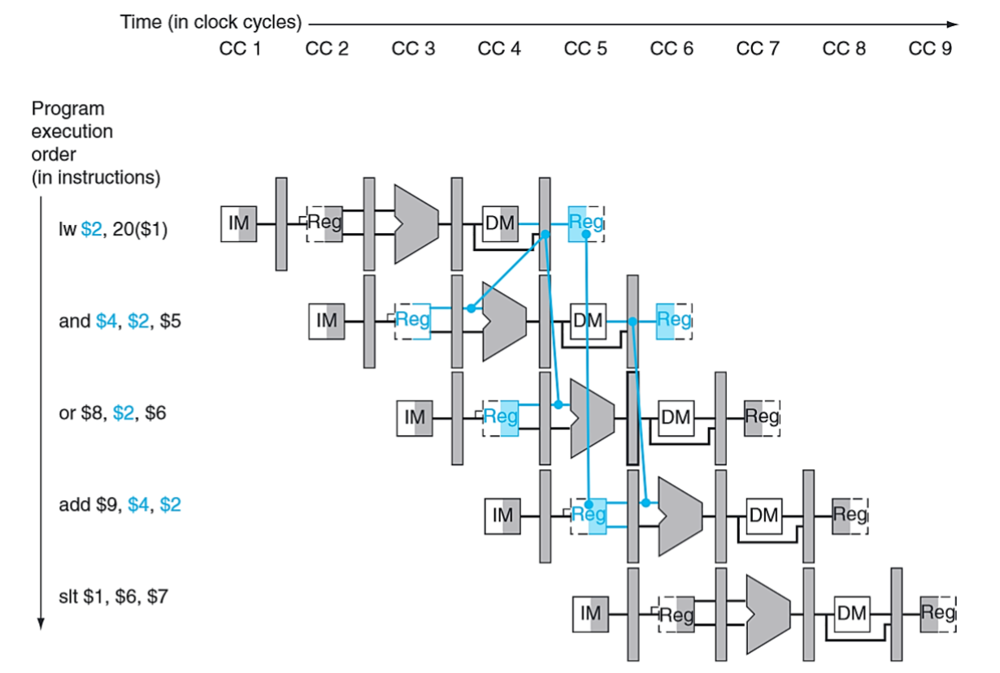 Time (in clock cycles)
CC 1 CC 2 CC 3 CC 4 CC 5 CC 6 CC 7 CC 8 CC 9
Program
execution
order
(in instructions)
lw $2, 20($1)
IM Reg DM Reg
and $4, $2, $5
IM Reg DM Reg
or $8, $2, $6
IM Reg DM Reg
add $9, $4, $2
IM Reg DM Reg
slt $1, $6, $7
IM Reg DM Reg